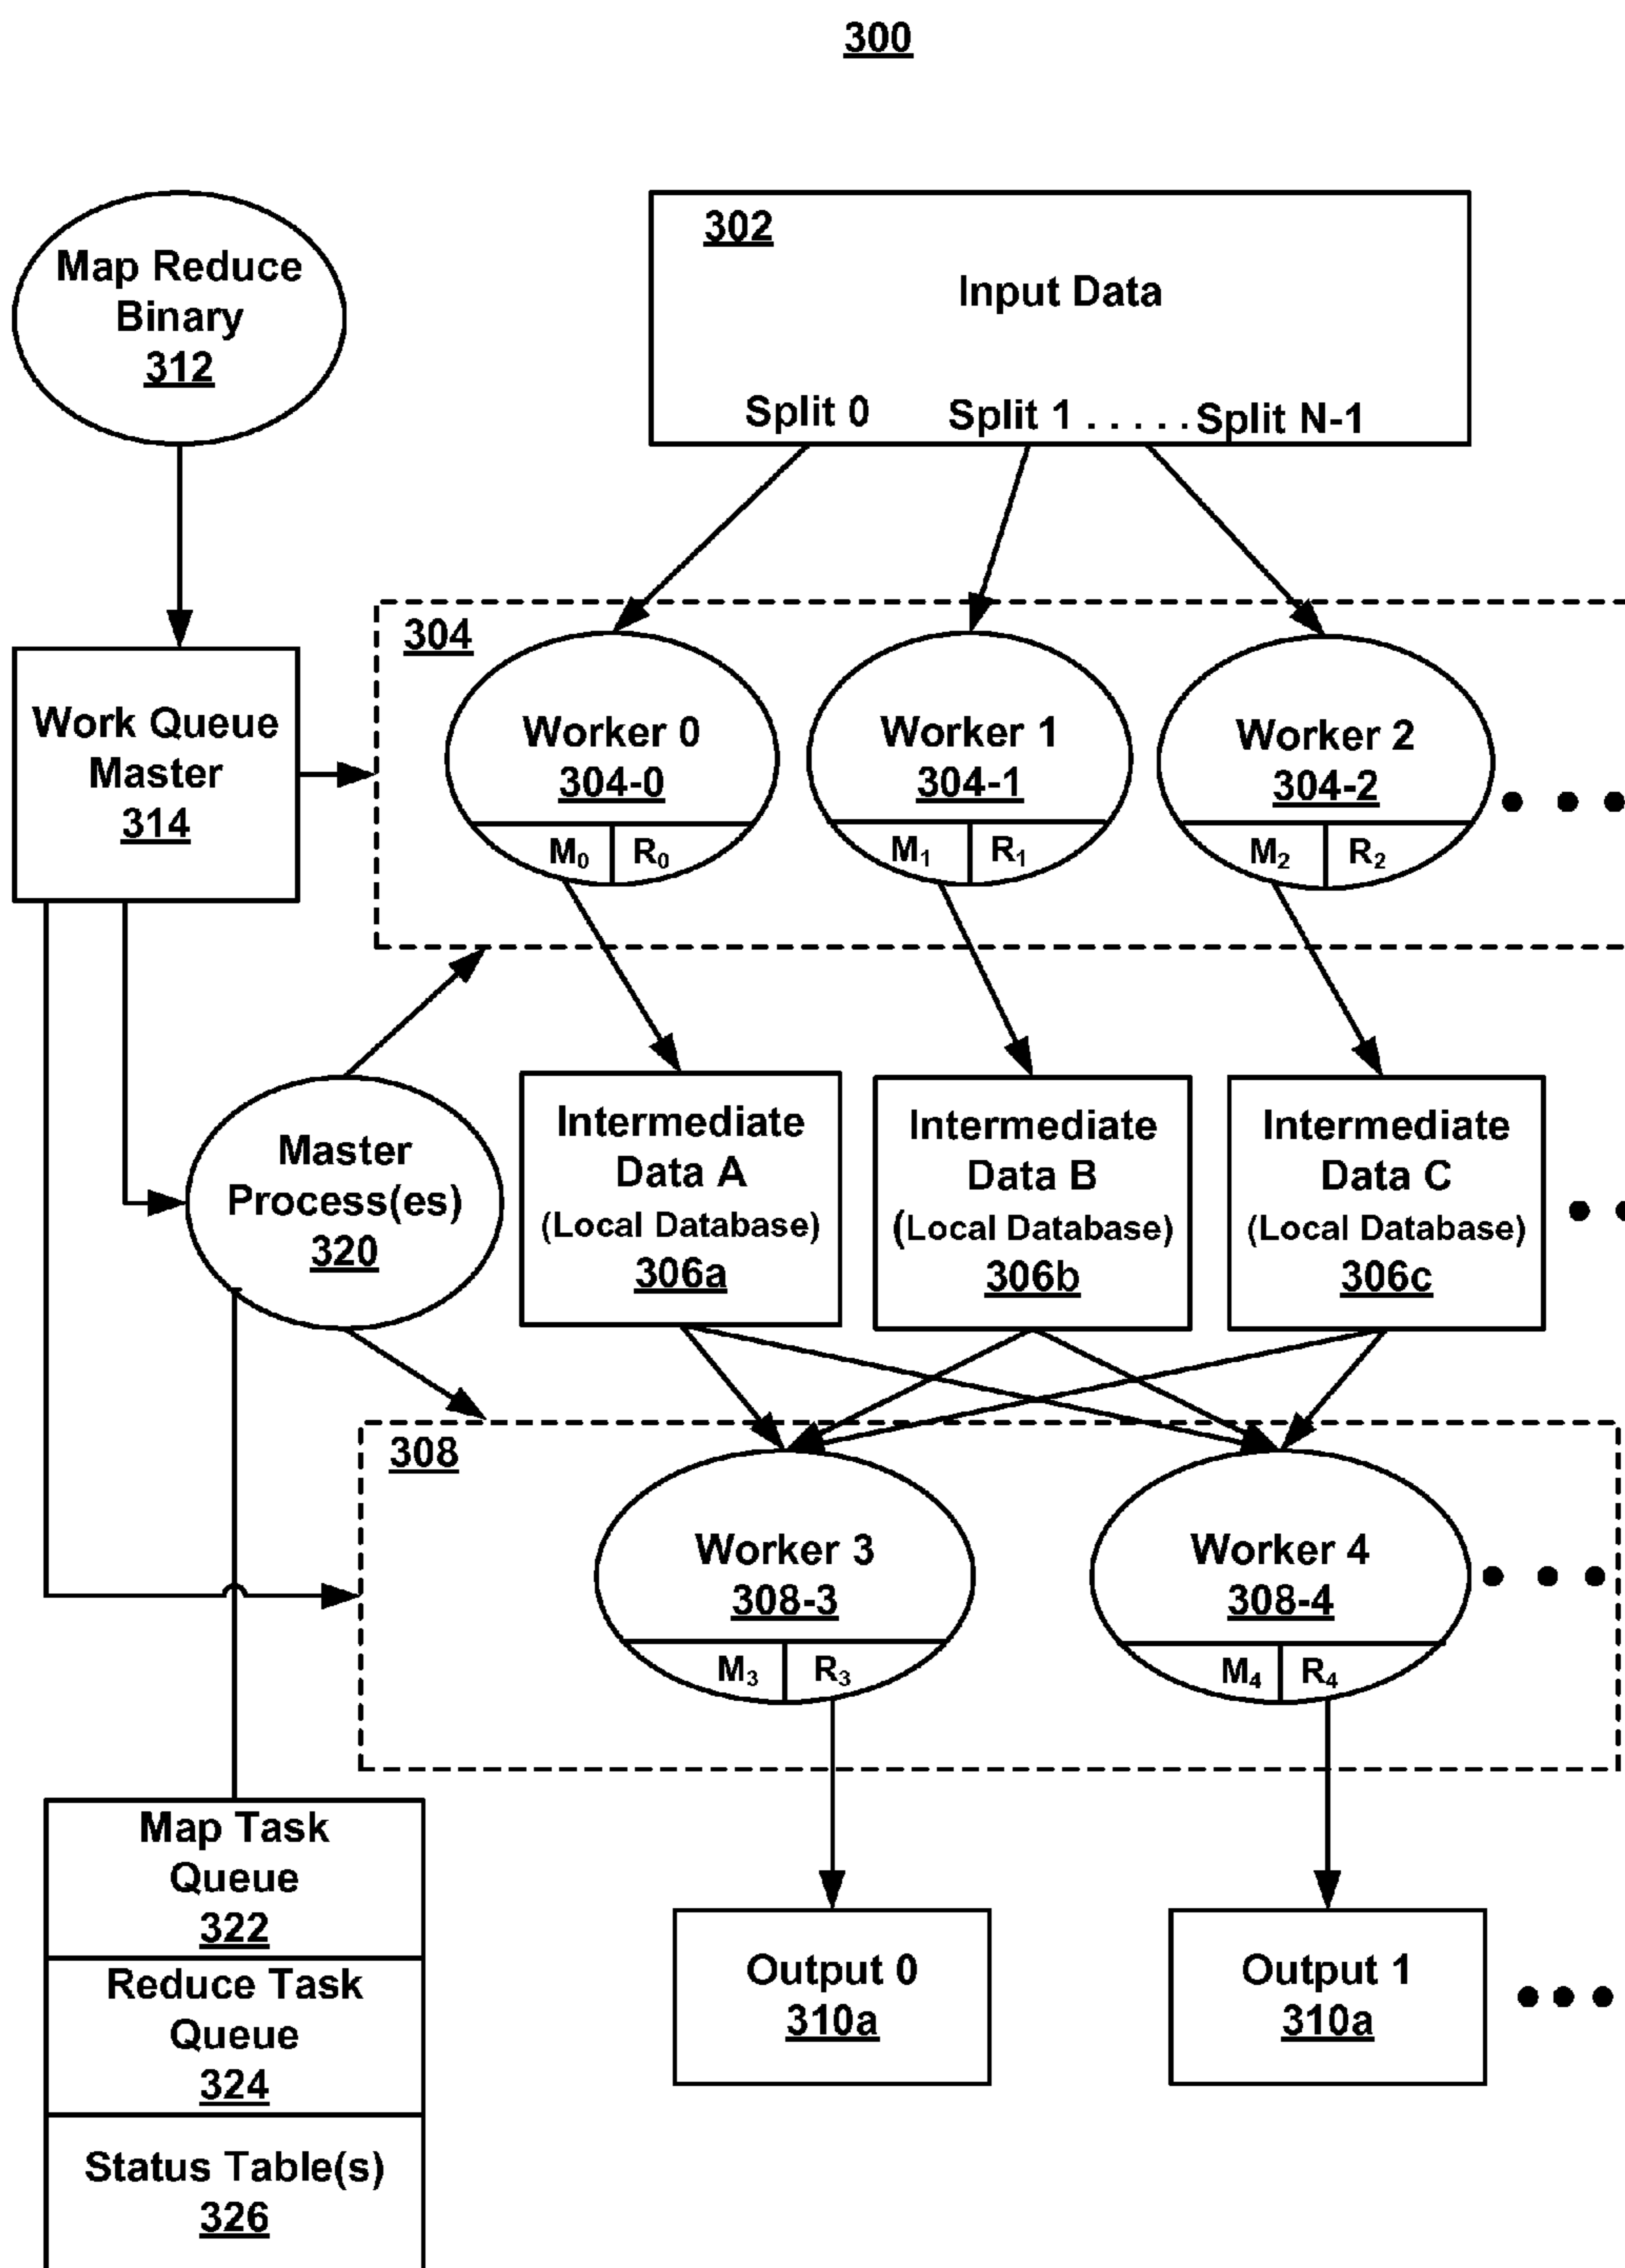 300
Map Reduce
Binary
312
302
Input Data
Split 0 Split 1 . . . . . Split N-1
Work Queue
Master
314
304
Worker 0
304-0
M₀ R₀
Worker 1
304-1
M₁ R₁
Worker 2
304-2
M₂ R₂
Master
Process(es)
320
Intermediate
Data A
(Local Database)
306a
Intermediate
Data B
(Local Database)
306b
Intermediate
Data C
(Local Database)
306c
308
Worker 3
308-3
M₃ R₃
Worker 4
308-4
M₄ R₄
Map Task
Queue
322
Reduce Task
Queue
324
Status Table(s)
326
Output 0
310a
Output 1
310a